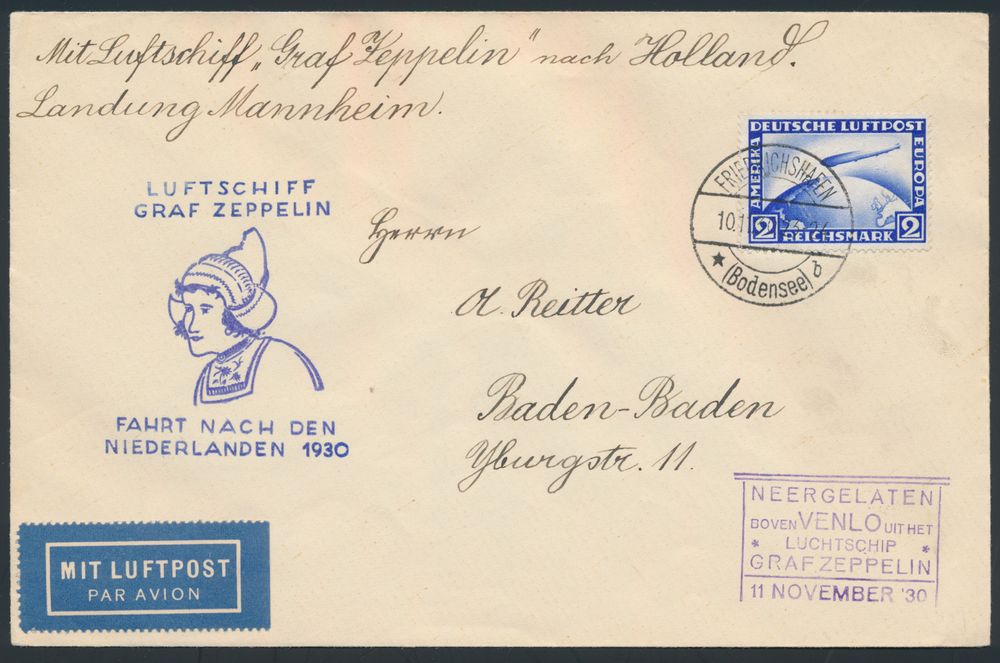 Mit Luftschiff „Graf Zeppelin" nach Holland.
Landung Mannheim.
DEUTSCHE LUFTPOST
AMERIKA
EUROPA
2 REICHSMARK 2
FRIEDRICHSHAFEN
(Bodensee) b
LUFTSCHIFF
GRAF ZEPPELIN
Herrn
A. Reitter
Baden-Baden
Yburgstr. 11.
FAHRT NACH DEN
NIEDERLANDEN 1930
NEERGELATEN
BOVEN VENLO UIT HET
* LUCHTSCHIP *
GRAF ZEPPELIN
11 NOVEMBER '30
MIT LUFTPOST
PAR AVION